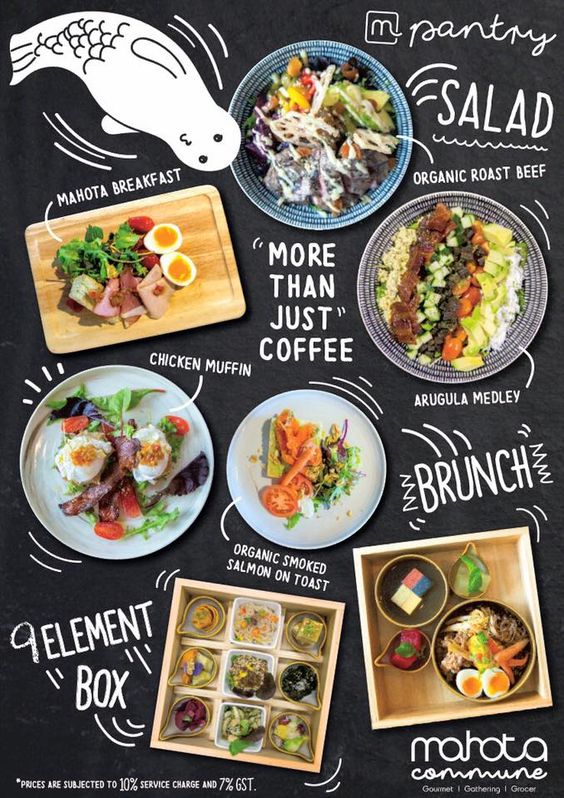 m pantry
SALAD
ORGANIC ROAST BEEF
MAHOTA BREAKFAST
"MORE
THAN
JUST"
COFFEE
ARUGULA MEDLEY
CHICKEN MUFFIN
BRUNCH
ORGANIC SMOKED
SALMON ON TOAST
9 ELEMENT
BOX
mahota
commune
Gourmet | Gathering | Grocer
*PRICES ARE SUBJECTED TO 10% SERVICE CHARGE AND 7% GST.